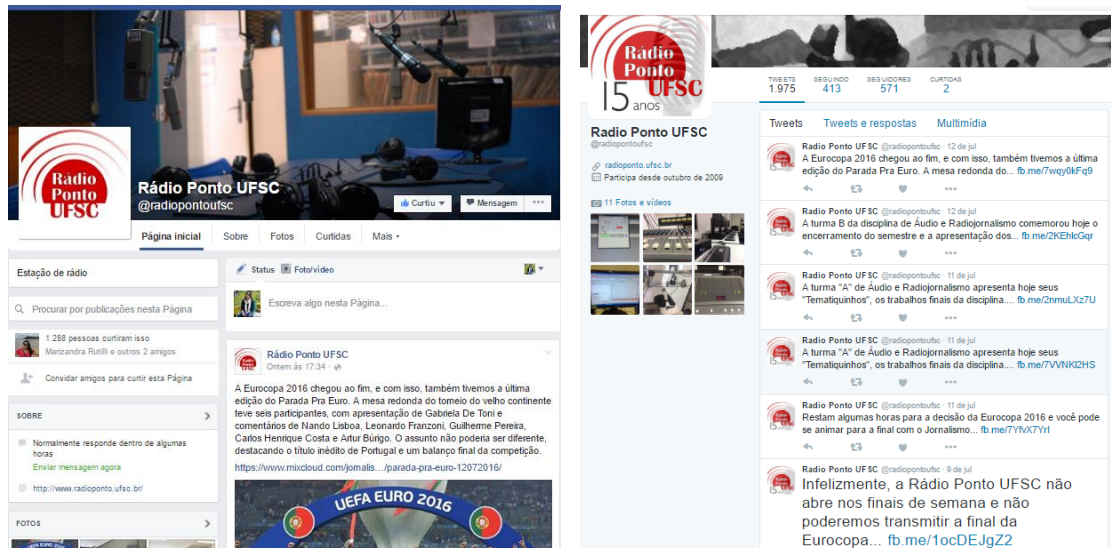 Rádio
Ponto
UFSC
Rádio Ponto UFSC
@radiopontoufsc
Curtiu
Mensagem
Página inicial
Sobre
Fotos
Curtidas
Mais
Estação de rádio
Procurar por publicações nesta Página
1.288 pessoas curtiram isso
Marizandra Rutilli e outros 2 amigos
Convidar amigos para curtir esta Página
SOBRE
Normalmente responde dentro de algumas
horas
Enviar mensagem agora
http://www.radioponto.ufsc.br/
FOTOS
Status
Foto/vídeo
Escreva algo nesta Página...
Rádio Ponto UFSC
Ontem às 17:34 ·
A Eurocopa 2016 chegou ao fim, e com isso, também tivemos a última
edição do Parada Pra Euro. A mesa redonda do torneio do velho continente
teve seis participantes, com apresentação de Gabriela De Toni e
comentários de Nando Lisboa, Leonardo Franzoni, Guilherme Pereira,
Carlos Henrique Costa e Artur Búrigo. O assunto não poderia ser diferente,
destacando o título inédito de Portugal e um balanço final da competição.
https://www.mixcloud.com/jornalis.../parada-pra-euro-12072016/
UEFA EURO 2016
Rádio
Ponto
UFSC
15 anos
TWEETS
1.975
SEGUINDO
413
SEGUIDORES
571
CURTIDAS
2
Radio Ponto UFSC
@radiopontoufsc
radioponto.ufsc.br
Participa desde outubro de 2009
11 Fotos e vídeos
Tweets
Tweets e respostas
Multimídia
Radio Ponto UFSC @radiopontoufsc · 12 de jul
A Eurocopa 2016 chegou ao fim, e com isso, também tivemos a última
edição do Parada Pra Euro. A mesa redonda do... fb.me/7wqy0kFq9
Radio Ponto UFSC @radiopontoufsc · 12 de jul
A turma B da disciplina de Áudio e Radiojornalismo comemorou hoje o
encerramento do semestre e a apresentação dos... fb.me/2KEhlcGqr
Radio Ponto UFSC @radiopontoufsc · 11 de jul
A turma "A" de Áudio e Radiojornalismo apresenta hoje seus
"Tematiquinhos", os trabalhos finais da disciplina.... fb.me/2nmuLXz7U
Radio Ponto UFSC @radiopontoufsc · 11 de jul
A turma "A" de Áudio e Radiojornalismo apresenta hoje seus
"Tematiquinhos", os trabalhos finais da disciplina.... fb.me/7VVNKl2HS
Radio Ponto UFSC @radiopontoufsc · 11 de jul
Restam algumas horas para a decisão da Eurocopa 2016 e você pode
se animar para a final com o Jornalismo... fb.me/7YfvX7YrI
Radio Ponto UFSC @radiopontoufsc · 9 de jul
Infelizmente, a Rádio Ponto UFSC não
abre nos finais de semana e não
poderemos transmitir a final da
Eurocopa... fb.me/1ocDEJgZ2